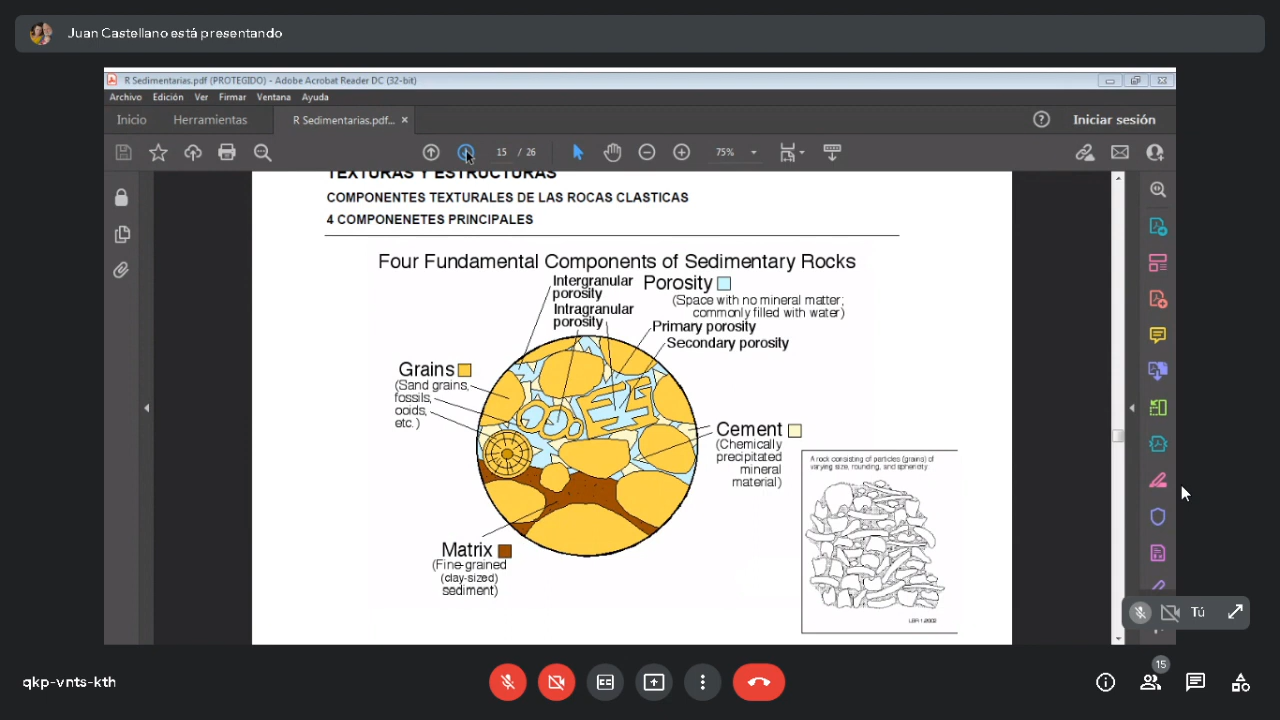 Juan Castellano está presentando
R Sedimentarias.pdf (PROTEGIDO) - Adobe Acrobat Reader DC (32-bit)
Archivo Edición Ver Firmar Ventana Ayuda
Inicio Herramientas R Sedimentarias.pdf... × Iniciar sesión
15 / 26 75%
TEXTURAS Y ESTRUCTURAS
COMPONENTES TEXTURALES DE LAS ROCAS CLASTICAS
4 COMPONENETES PRINCIPALES
Four Fundamental Components of Sedimentary Rocks
Intergranular
porosity
Porosity
(Space with no mineral matter;
commonly filled with water)
Intragranular
porosity
Primary porosity
Secondary porosity
Grains
(Sand grains,
fossils,
ooids,
etc.)
Cement
(Chemically
precipitated
mineral
material)
Matrix
(Fine-grained
(clay-sized)
sediment)
A rock consisting of particles (grains) of
varying size, rounding, and sphericity
LBR 1/2002
Tú
qkp-vnts-kth
15